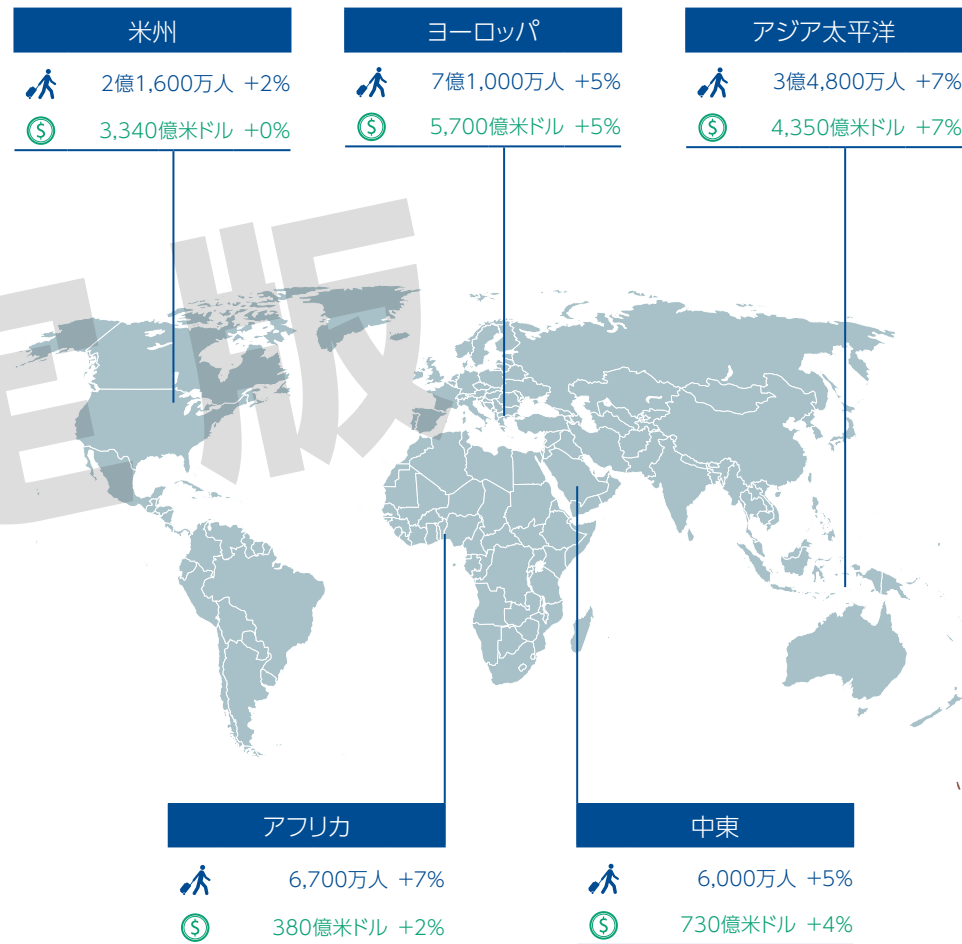 米州
2億1,600万人 +2%
3,340億米ドル +0%
ヨーロッパ
7億1,000万人 +5%
5,700億米ドル +5%
アジア太平洋
3億4,800万人 +7%
4,350億米ドル +7%
版
アフリカ
6,700万人 +7%
380億米ドル +2%
中東
6,000万人 +5%
730億米ドル +4%